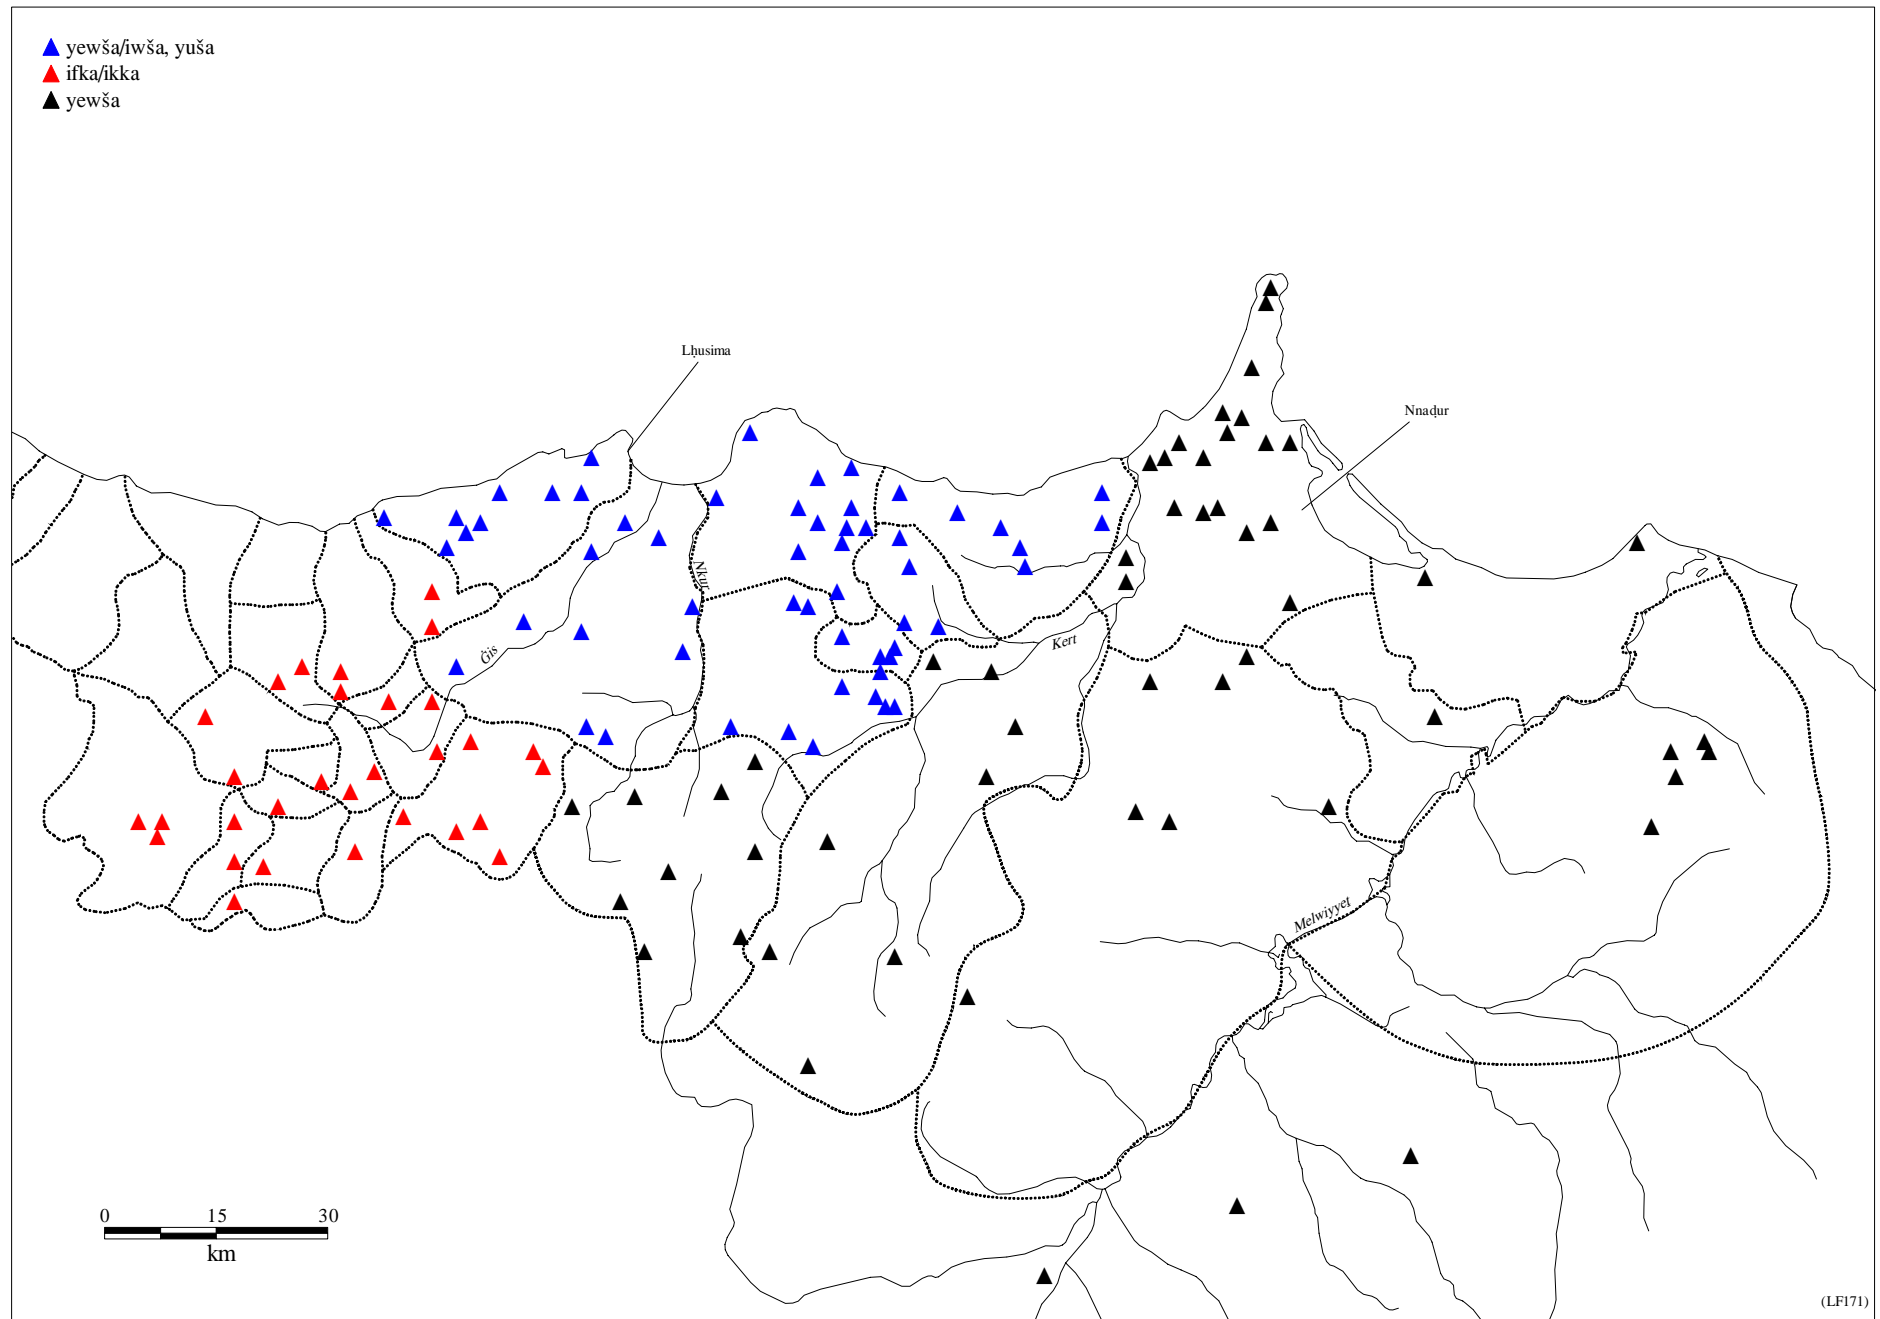 yewša/iwša, yuša
ifka/ikka
yewša
Lḥusima
Nnaḍur
Nkur
Kert
Ġis
Melwiyyet
0 15 30
km
(LF171)